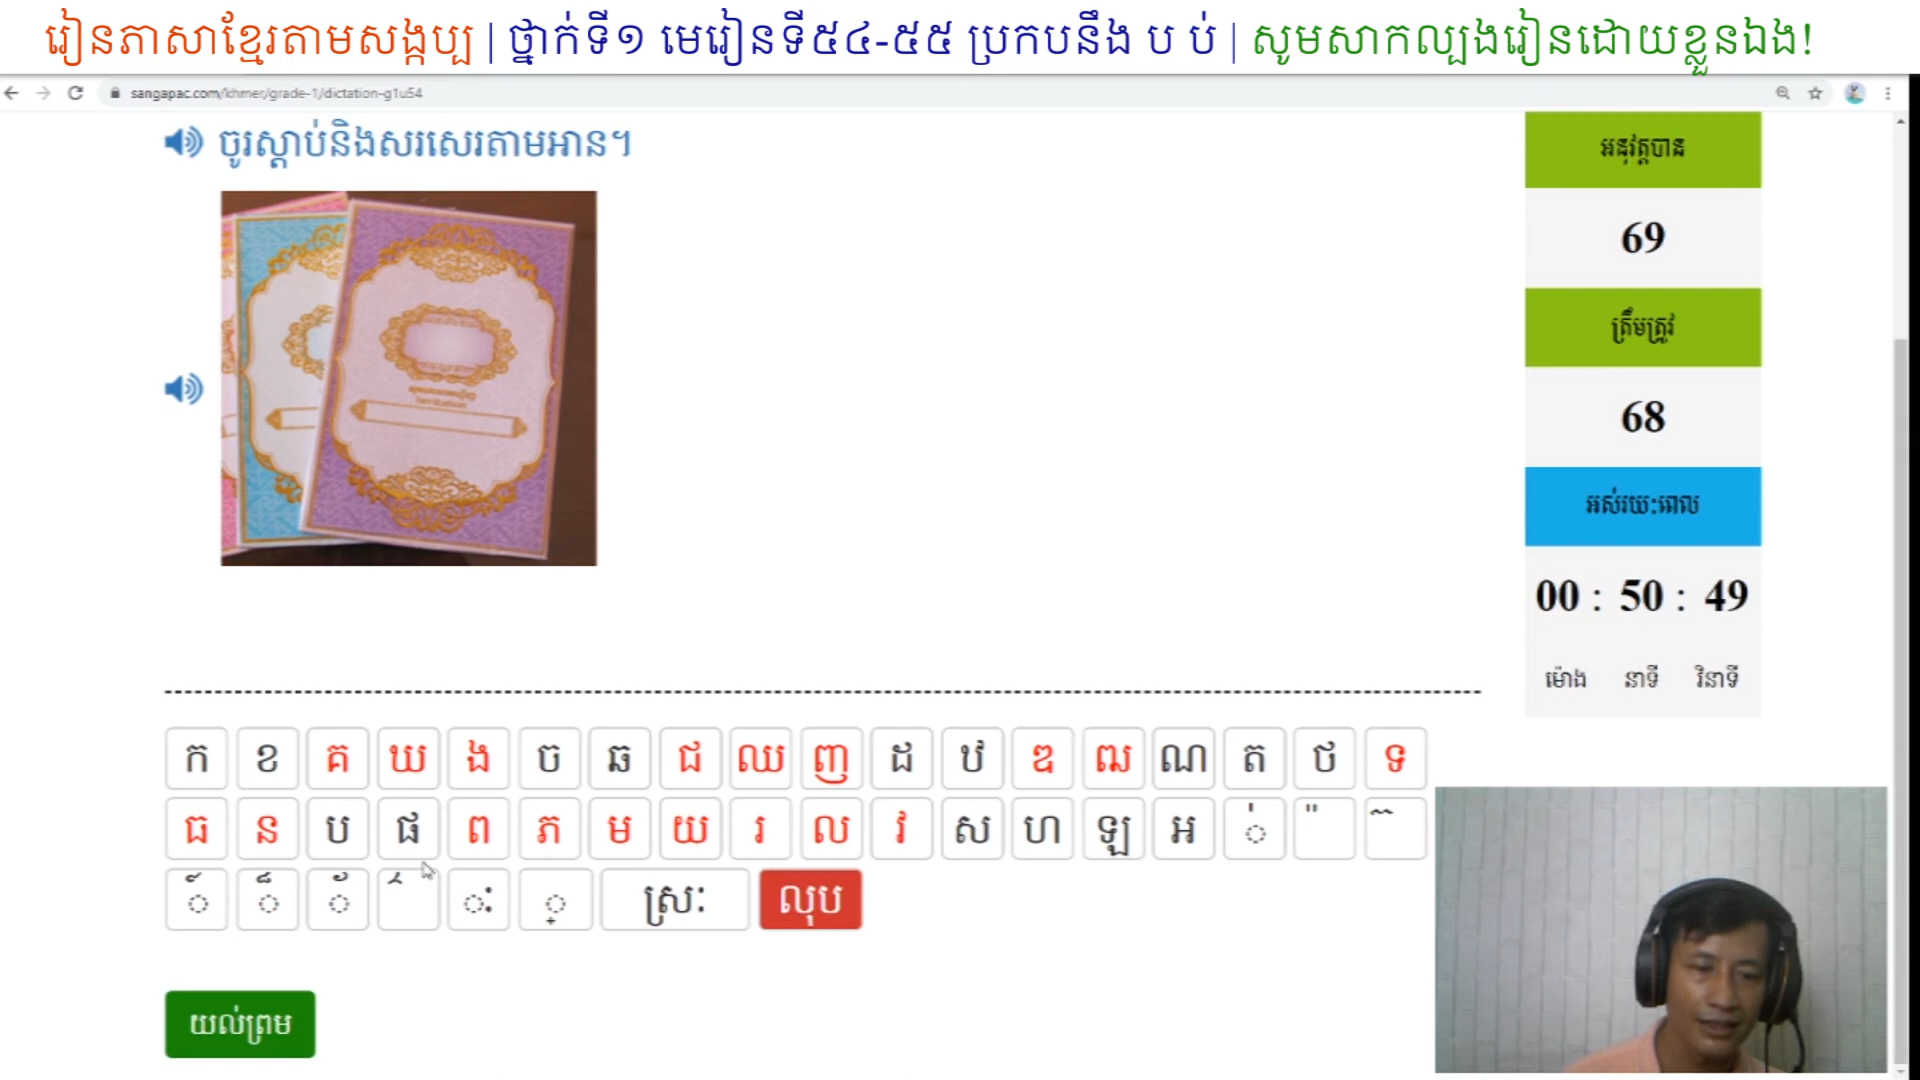 រៀនភាសាខ្មែរតាមសង្កប្ប | ថ្នាក់ទី១ មេរៀនទី៥៤-៥៥ ប្រកបនឹង ប ប់ | សូមសាកល្បងរៀនដោយខ្លួនឯង!
sangapac.com/khmer/grade-1/dictation-g1u54
ចូរស្ដាប់និងសរសេរតាមអាន។
អនុវត្តបាន
69
ត្រឹមត្រូវ
68
អស់រយៈពេល
00 : 50 : 49
ម៉ោង នាទី វិនាទី
ក ខ គ ឃ ង ច ឆ ជ ឈ ញ ដ ឋ ឌ ឍ ណ ត ថ ទ
ធ ន ប ផ ព ភ ម យ រ ល វ ស ហ ឡ អ ់ ៉ ៊
៍ ៏ ័ ៌ ៈ ្ ស្រៈ លុប
យល់ព្រម